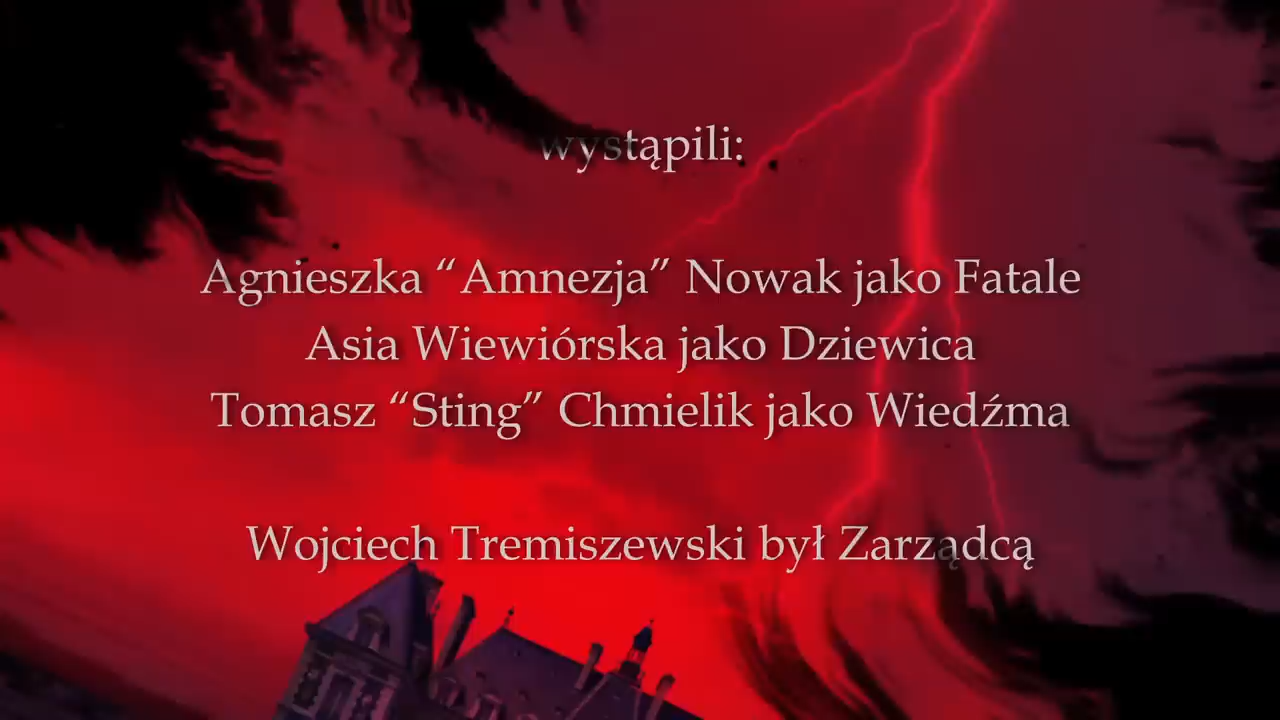 wystąpili:
Agnieszka “Amnezja” Nowak jako Fatale
Asia Wiewiórska jako Dziewica
Tomasz “Sting” Chmielik jako Wiedźma
Wojciech Tremiszewski był Zarządcą